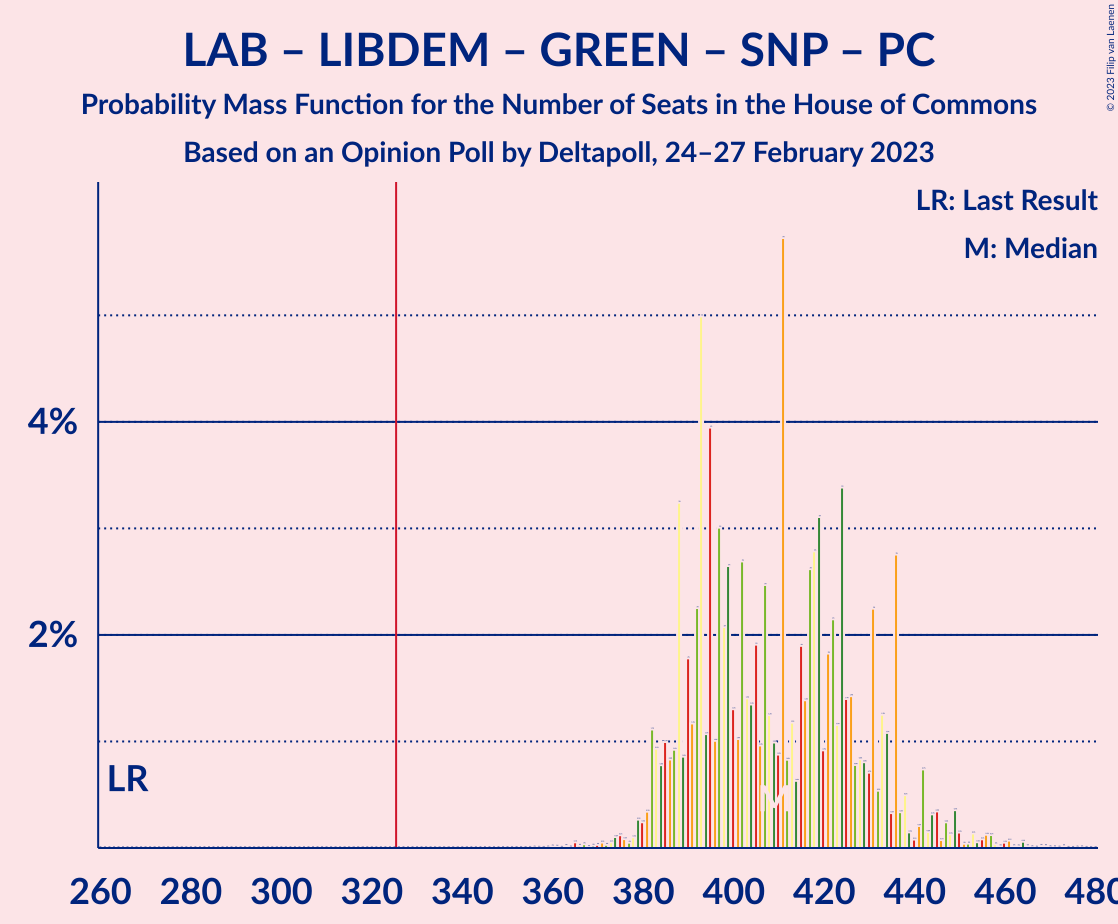 LAB – LIBDEM – GREEN – SNP – PC
Probability Mass Function for the Number of Seats in the House of Commons
Based on an Opinion Poll by Deltapoll, 24–27 February 2023
© 2023 Filip van Laenen
LR: Last Result
M: Median
4%
2%
LR
M
260 280 300 320 340 360 380 400 420 440 460 480